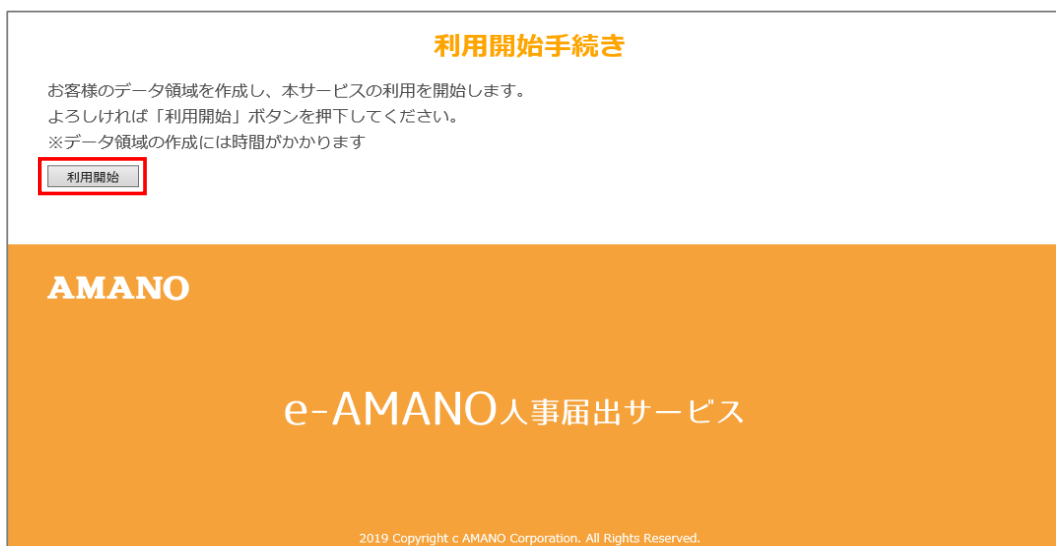 利用開始手続き
お客様のデータ領域を作成し、本サービスの利用を開始します。
よろしければ「利用開始」ボタンを押下してください。
※データ領域の作成には時間がかかります
利用開始
AMANO
e-AMANO人事届出サービス
2019 Copyright c AMANO Corporation. All Rights Reserved.